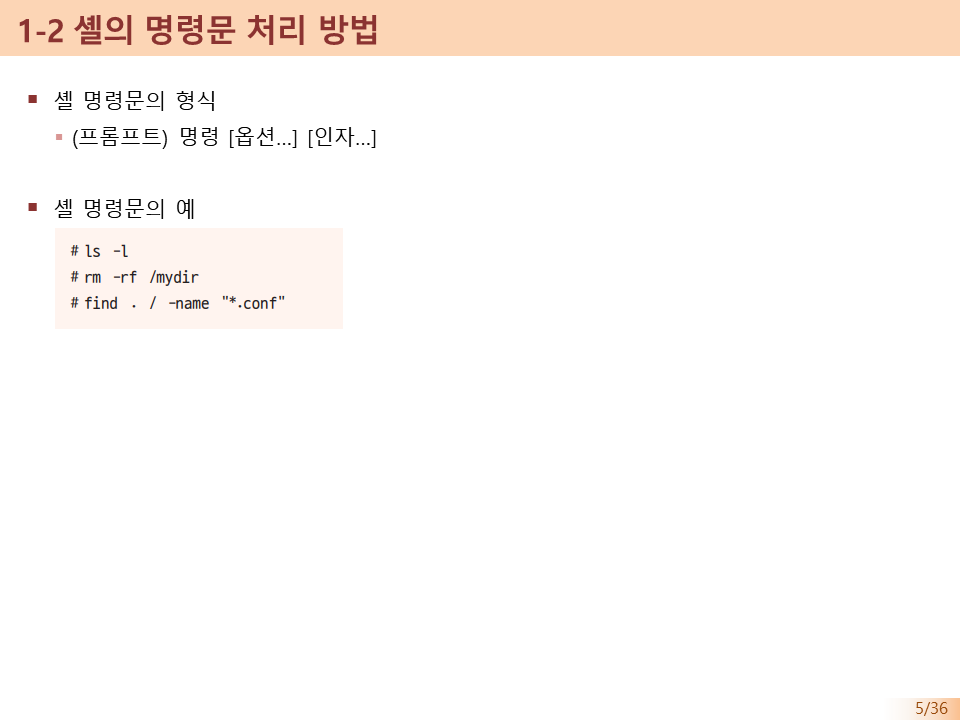 1-2 셸의 명령문 처리 방법
셸 명령문의 형식
(프롬프트) 명령 [옵션...] [인자...]
셸 명령문의 예
# ls -l
# rm -rf /mydir
# find . / -name "*.conf"
5/36